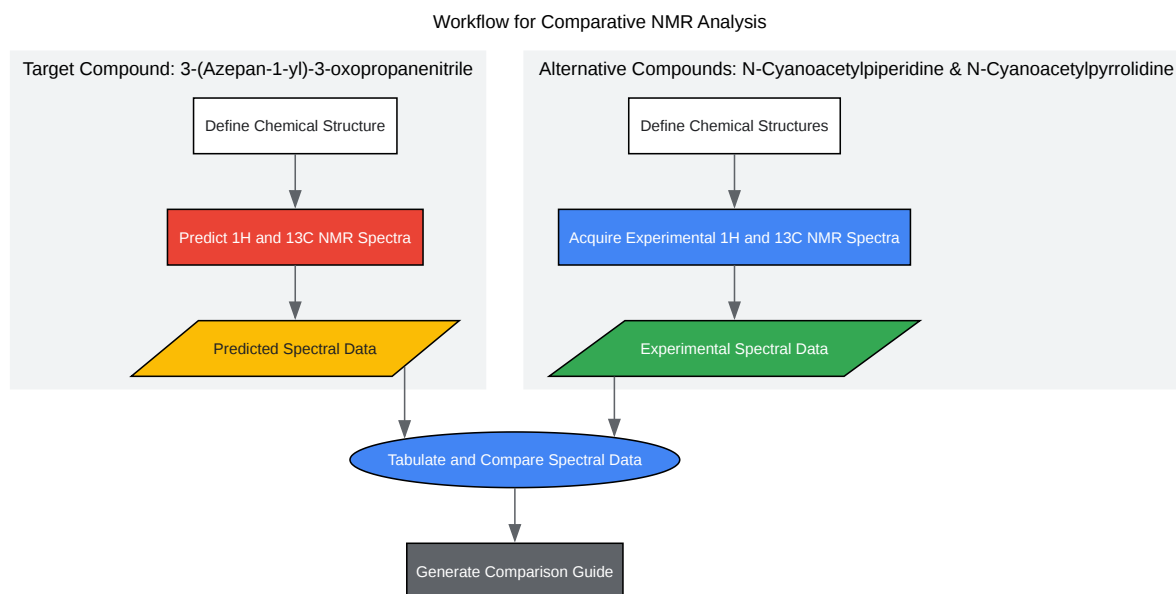 Workflow for Comparative NMR Analysis
Target Compound: 3-(Azepan-1-yl)-3-oxopropanenitrile
Alternative Compounds: N-Cyanoacetylpiperidine & N-Cyanoacetylpyrrolidine
Define Chemical Structure
Define Chemical Structures
Predict 1H and 13C NMR Spectra
Acquire Experimental 1H and 13C NMR Spectra
Predicted Spectral Data
Experimental Spectral Data
Tabulate and Compare Spectral Data
Generate Comparison Guide